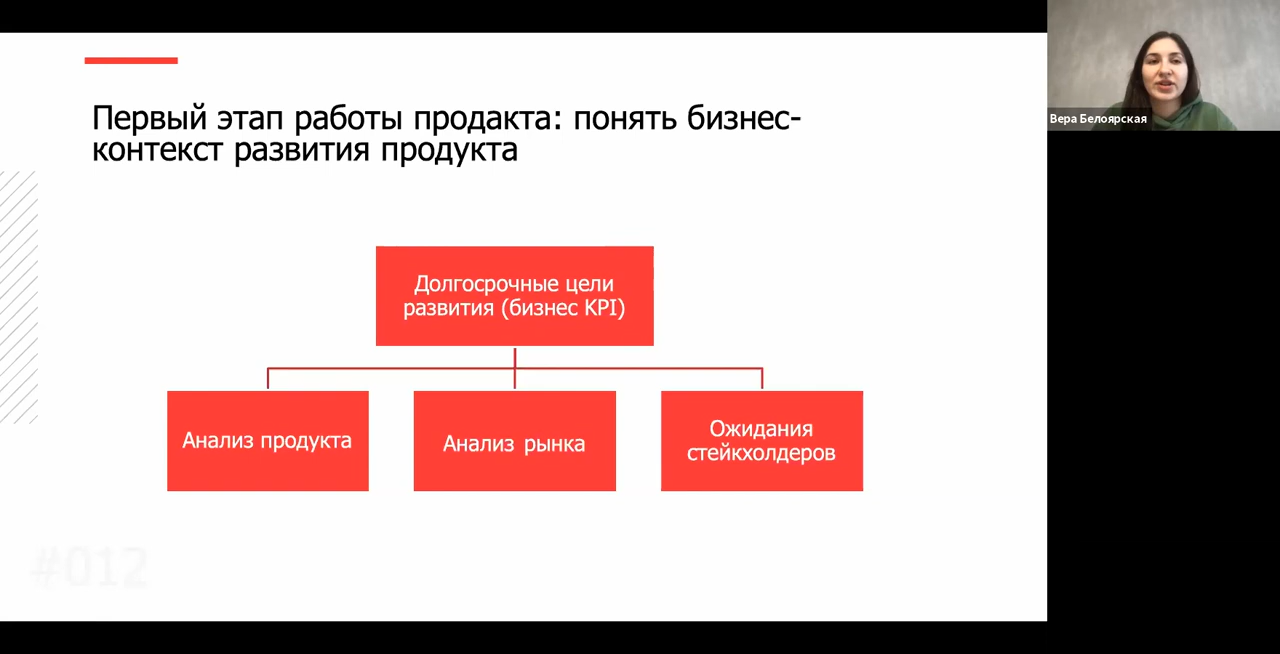 Первый этап работы продакта: понять бизнес-
контекст развития продукта
Вера Белоярская
Долгосрочные цели
развития (бизнес KPI)
Анализ продукта
Анализ рынка
Ожидания
стейкхолдеров
#012